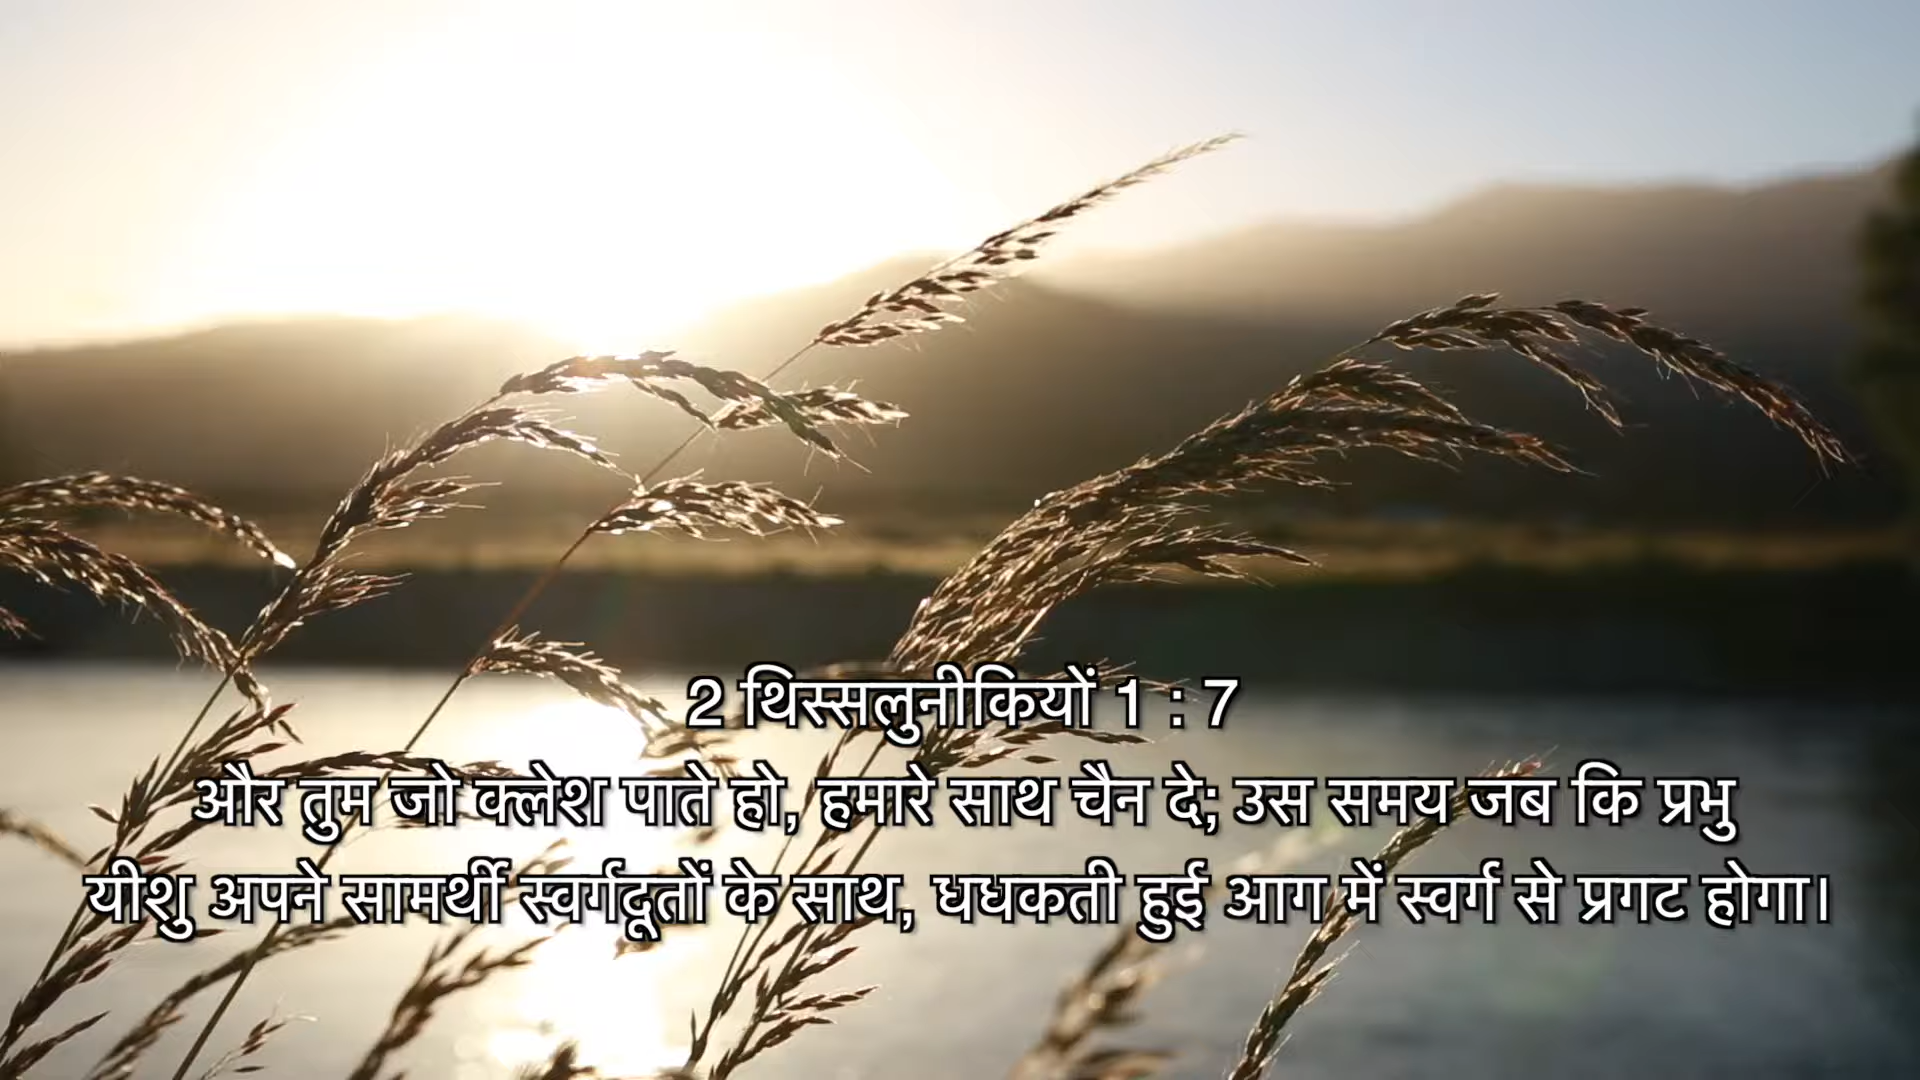 2 थिस्सलुनीकियों 1 : 7
और तुम जो क्लेश पाते हो, हमारे साथ चैन दे; उस समय जब कि प्रभु
यीशु अपने सामर्थी स्वर्गदूतों के साथ, धधकती हुई आग में स्वर्ग से प्रगट होगा।